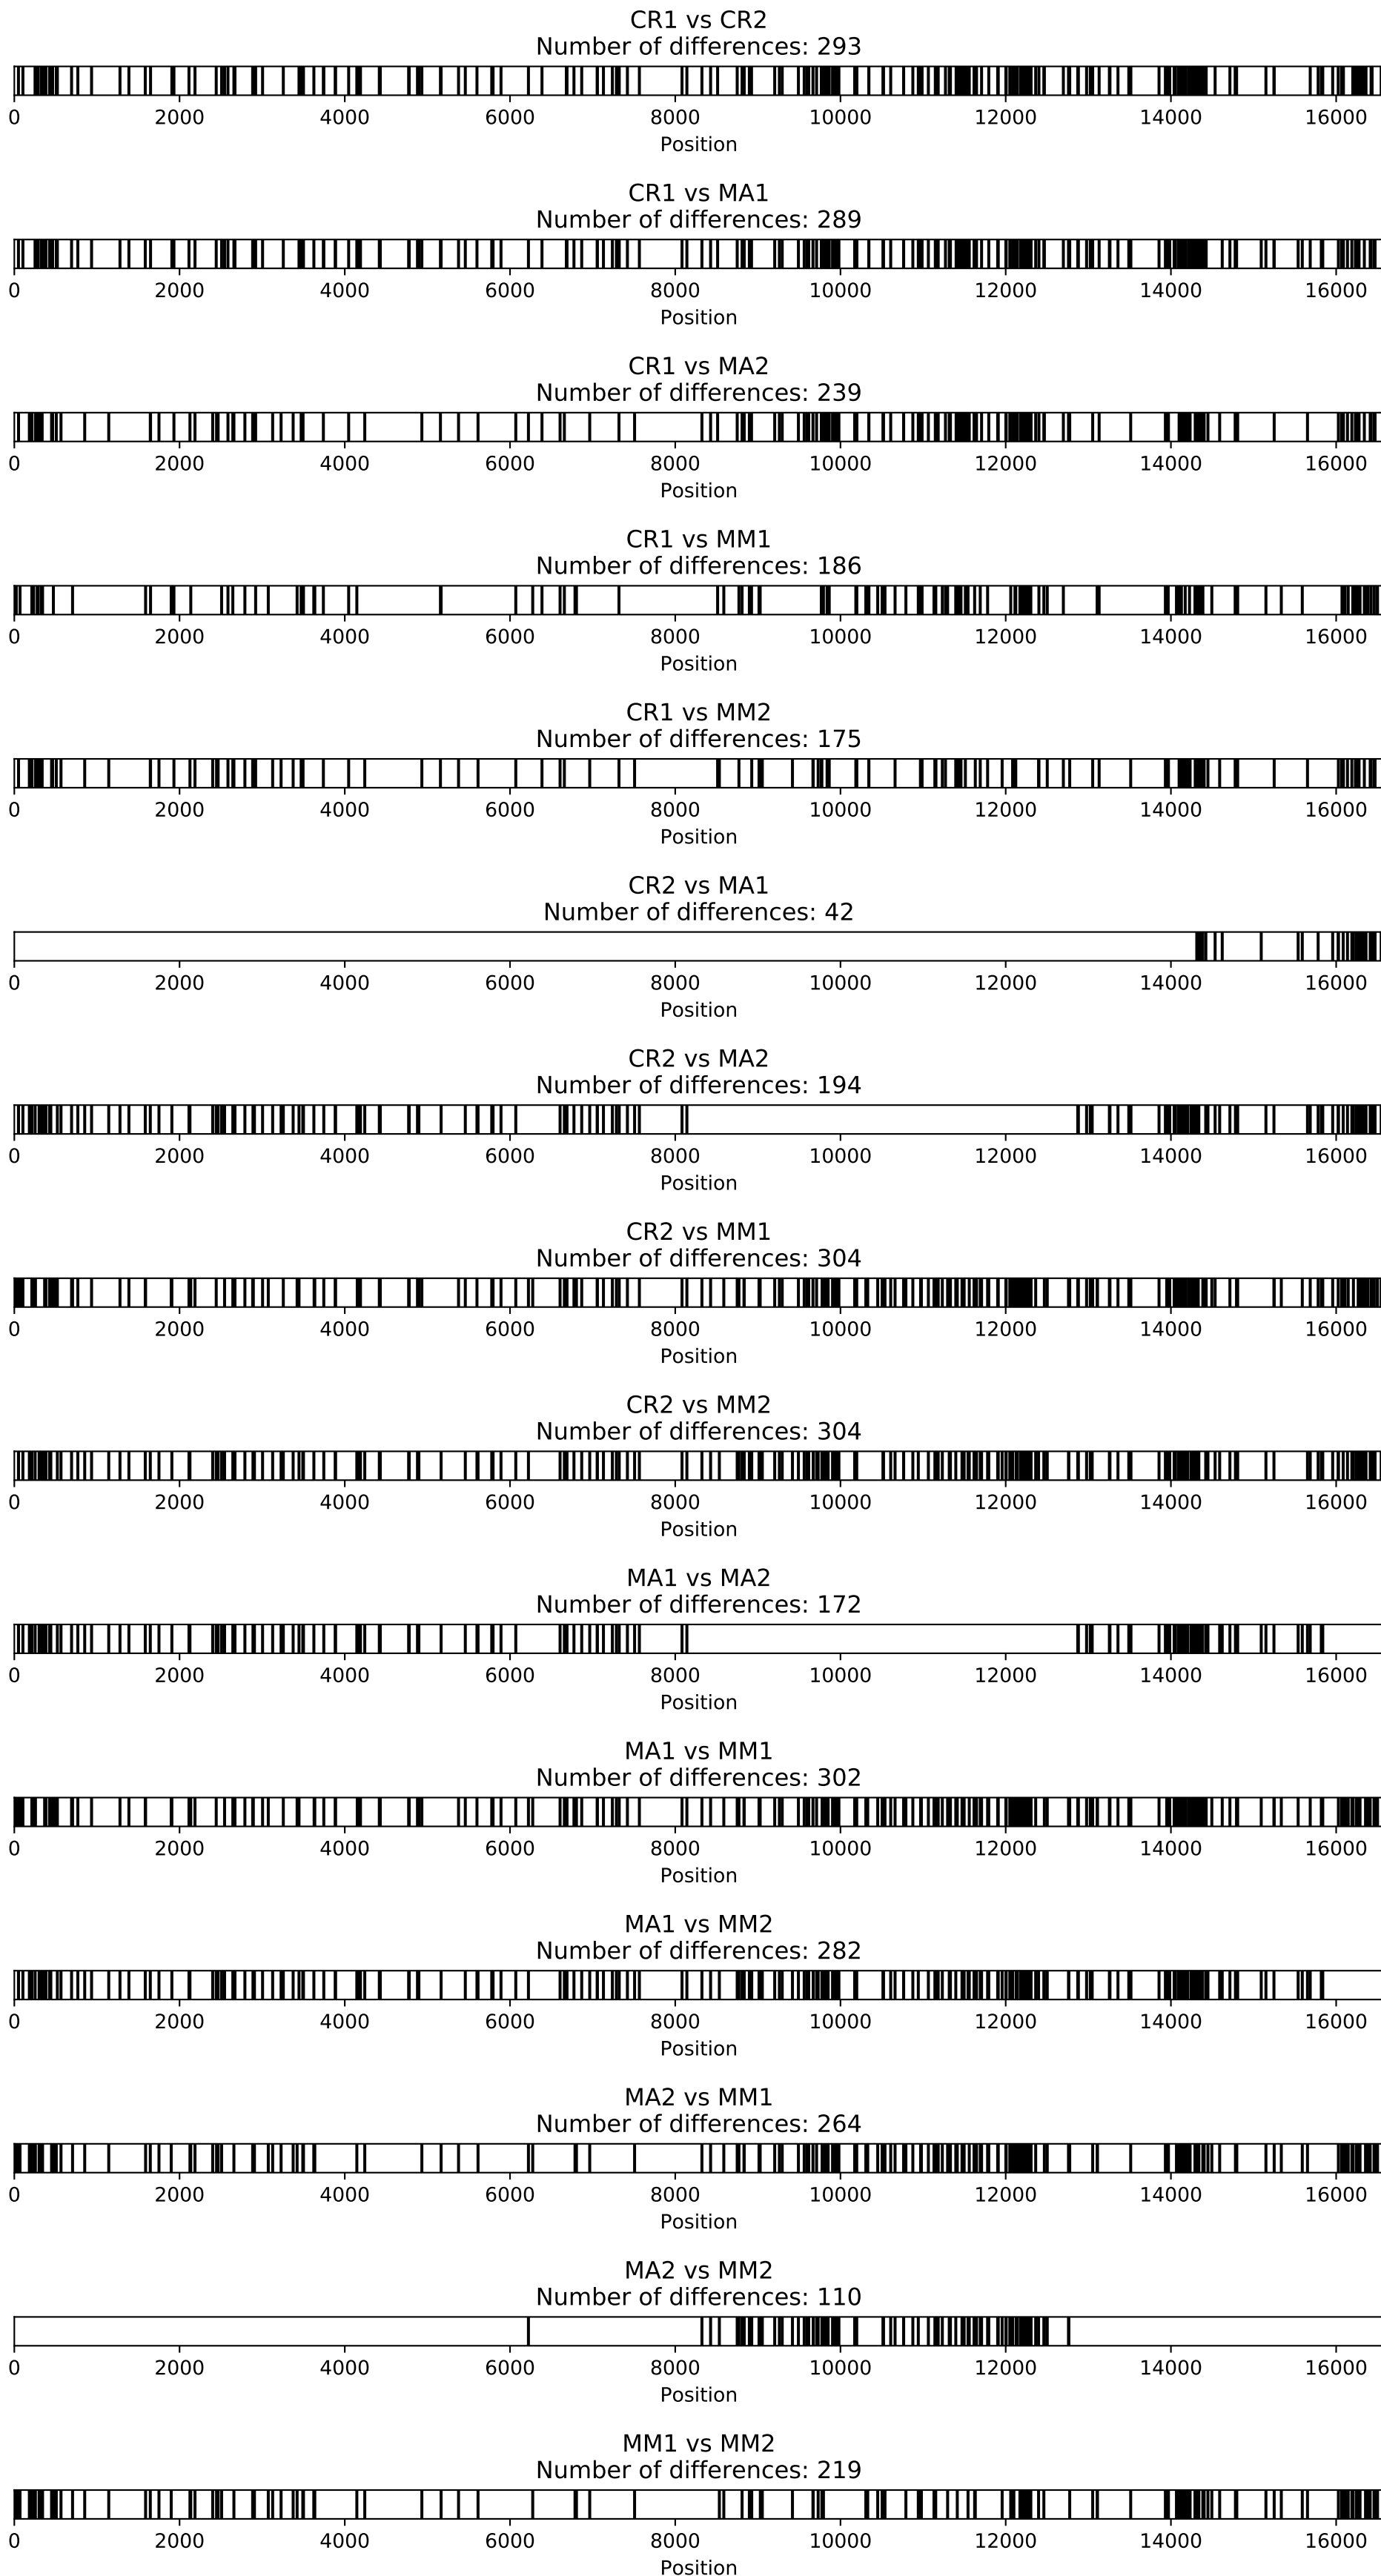 CR1 vs CR2
Number of differences: 293
0 2000 4000 6000 8000 10000 12000 14000 16000
Position
CR1 vs MA1
Number of differences: 289
0 2000 4000 6000 8000 10000 12000 14000 16000
Position
CR1 vs MA2
Number of differences: 239
0 2000 4000 6000 8000 10000 12000 14000 16000
Position
CR1 vs MM1
Number of differences: 186
0 2000 4000 6000 8000 10000 12000 14000 16000
Position
CR1 vs MM2
Number of differences: 175
0 2000 4000 6000 8000 10000 12000 14000 16000
Position
CR2 vs MA1
Number of differences: 42
0 2000 4000 6000 8000 10000 12000 14000 16000
Position
CR2 vs MA2
Number of differences: 194
0 2000 4000 6000 8000 10000 12000 14000 16000
Position
CR2 vs MM1
Number of differences: 304
0 2000 4000 6000 8000 10000 12000 14000 16000
Position
CR2 vs MM2
Number of differences: 304
0 2000 4000 6000 8000 10000 12000 14000 16000
Position
MA1 vs MA2
Number of differences: 172
0 2000 4000 6000 8000 10000 12000 14000 16000
Position
MA1 vs MM1
Number of differences: 302
0 2000 4000 6000 8000 10000 12000 14000 16000
Position
MA1 vs MM2
Number of differences: 282
0 2000 4000 6000 8000 10000 12000 14000 16000
Position
MA2 vs MM1
Number of differences: 264
0 2000 4000 6000 8000 10000 12000 14000 16000
Position
MA2 vs MM2
Number of differences: 110
0 2000 4000 6000 8000 10000 12000 14000 16000
Position
MM1 vs MM2
Number of differences: 219
0 2000 4000 6000 8000 10000 12000 14000 16000
Position